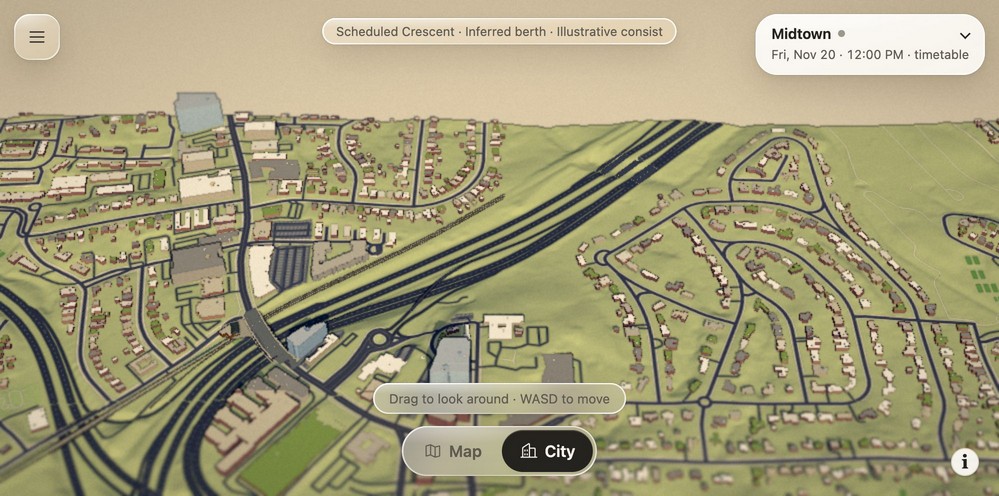 Scheduled Crescent · Inferred berth · Illustrative consist
Midtown
Fri, Nov 20 · 12:00 PM · timetable
Drag to look around · WASD to move
Map
City
i